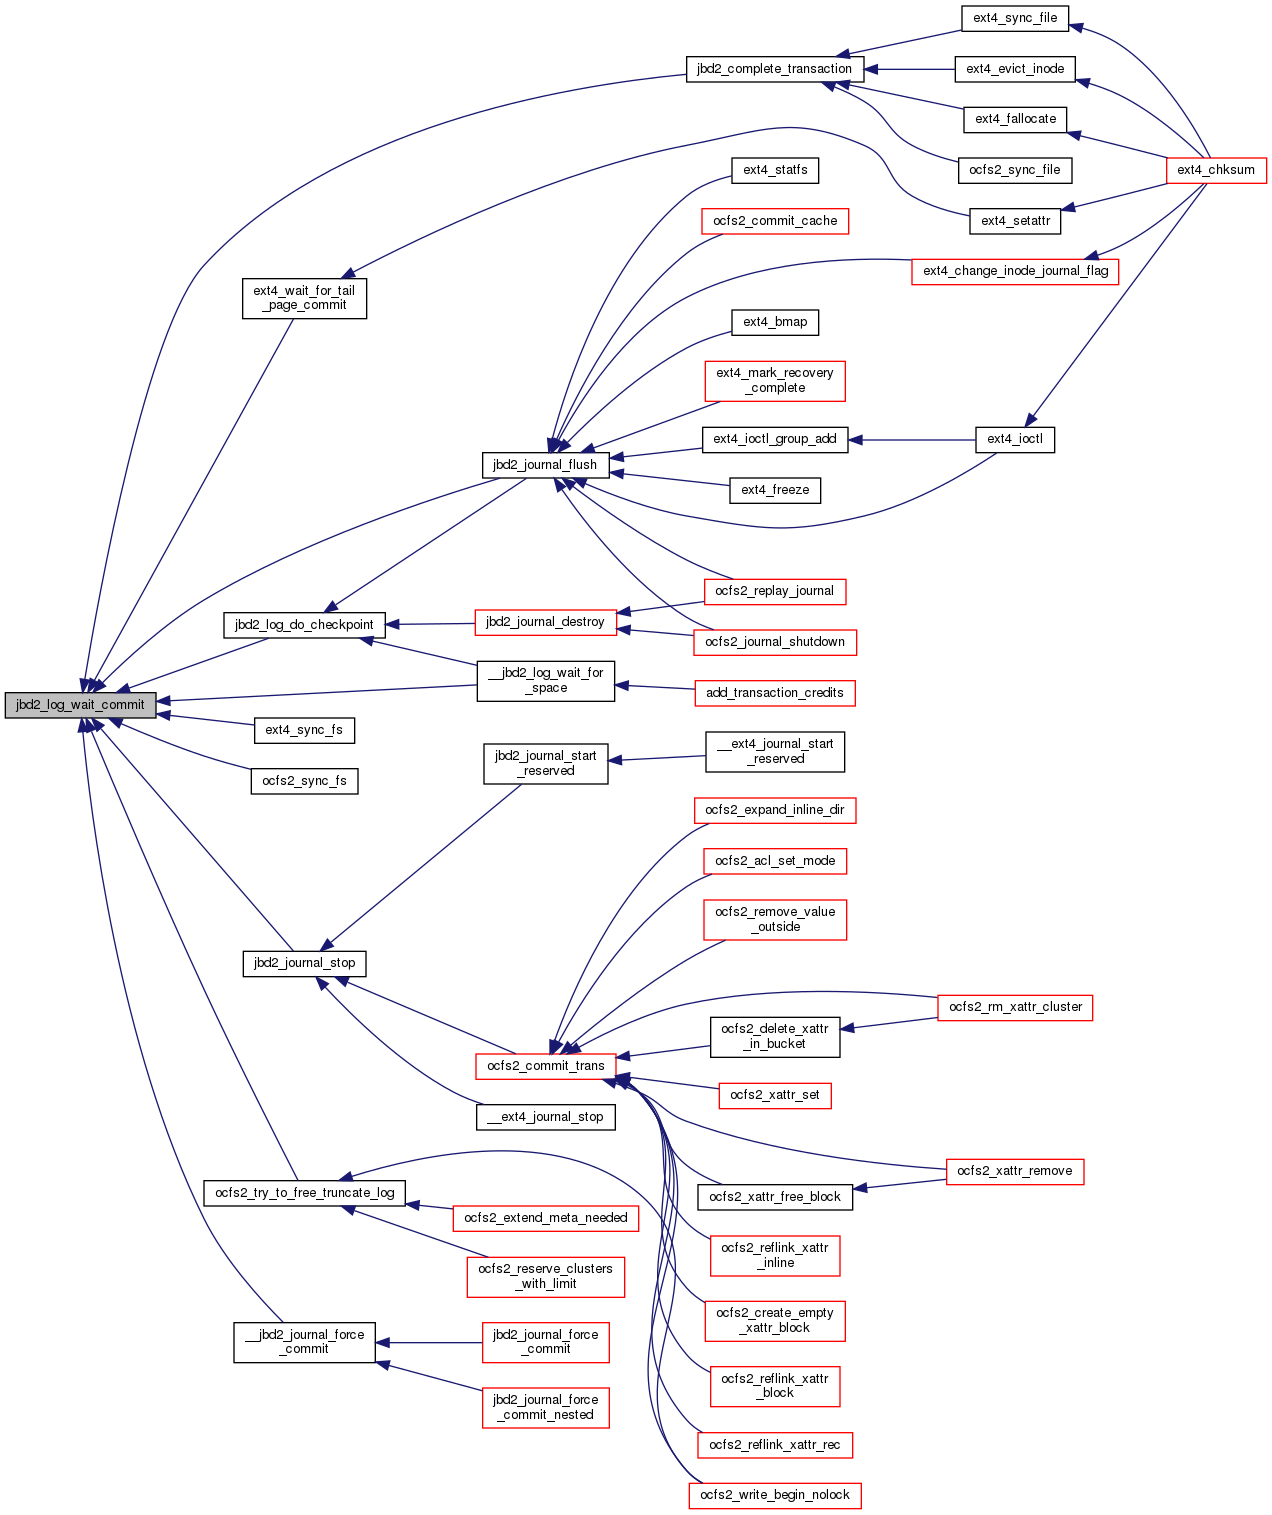 ext4_sync_file
jbd2_complete_transaction
ext4_evict_inode
ext4_fallocate
ocfs2_sync_file
ext4_statfs
ext4_chksum
ocfs2_commit_cache
ext4_setattr
ext4_change_inode_journal_flag
ext4_wait_for_tail
_page_commit
ext4_bmap
ext4_mark_recovery
_complete
ext4_ioctl_group_add
ext4_ioctl
jbd2_journal_flush
ext4_freeze
ocfs2_replay_journal
jbd2_log_do_checkpoint
jbd2_journal_destroy
ocfs2_journal_shutdown
__jbd2_log_wait_for
_space
add_transaction_credits
jbd2_log_wait_commit
ext4_sync_fs
ocfs2_sync_fs
jbd2_journal_start
_reserved
__ext4_journal_start
_reserved
ocfs2_expand_inline_dir
ocfs2_acl_set_mode
ocfs2_remove_value
_outside
jbd2_journal_stop
ocfs2_rm_xattr_cluster
ocfs2_delete_xattr
_in_bucket
ocfs2_commit_trans
ocfs2_xattr_set
__ext4_journal_stop
ocfs2_xattr_remove
ocfs2_try_to_free_truncate_log
ocfs2_xattr_free_block
ocfs2_extend_meta_needed
ocfs2_reflink_xattr
_inline
ocfs2_reserve_clusters
_with_limit
ocfs2_create_empty
_xattr_block
__jbd2_journal_force
_commit
jbd2_journal_force
_commit
ocfs2_reflink_xattr
_block
jbd2_journal_force
_commit_nested
ocfs2_reflink_xattr_rec
ocfs2_write_begin_nolock